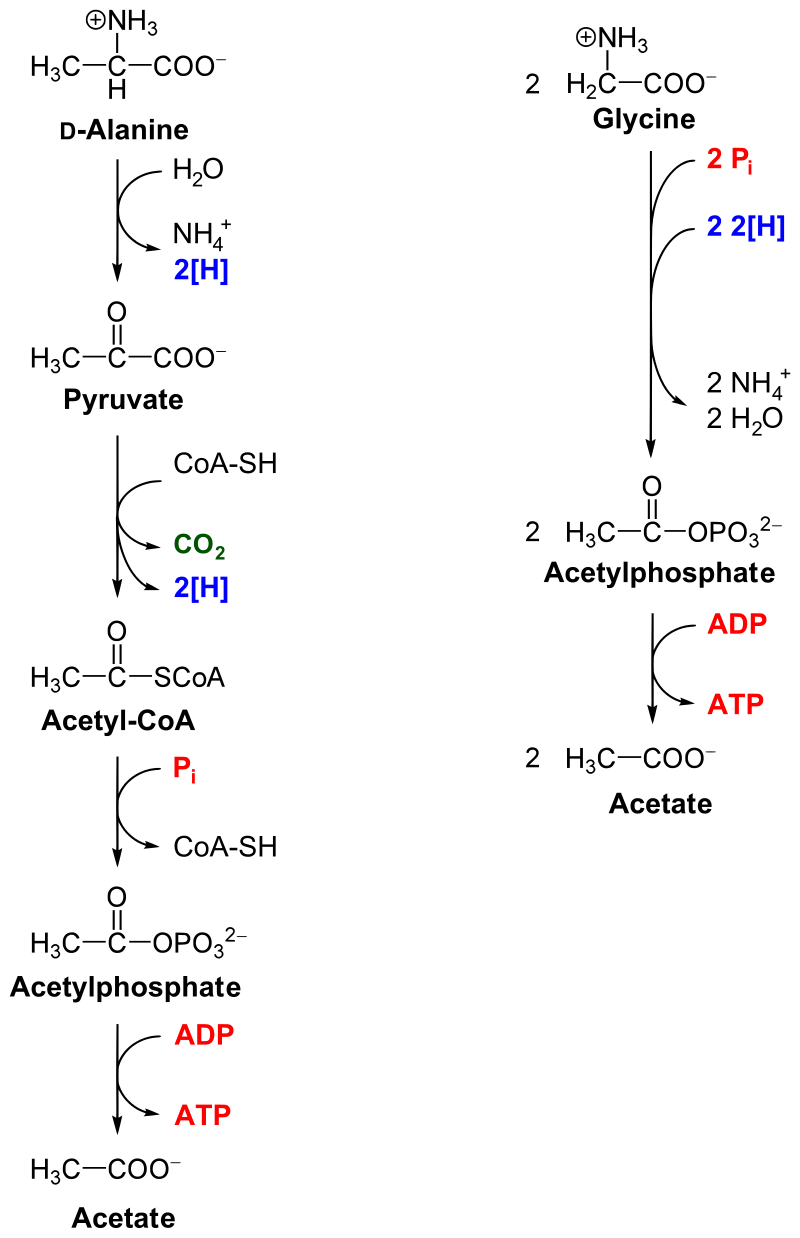 ⊕NH₃
H₃C–C–COO⁻
H
D-Alanine
H₂O
NH₄⁺
2[H]
O
H₃C–C–COO⁻
Pyruvate
CoA-SH
CO₂
2[H]
O
H₃C–C–SCoA
Acetyl-CoA
Pᵢ
CoA-SH
O
H₃C–C–OPO₃²⁻
Acetylphosphate
ADP
ATP
H₃C–COO⁻
Acetate
⊕NH₃
2 H₂C–COO⁻
Glycine
2 Pᵢ
2 2[H]
2 NH₄⁺
2 H₂O
O
2 H₃C–C–OPO₃²⁻
Acetylphosphate
ADP
ATP
2 H₃C–COO⁻
Acetate